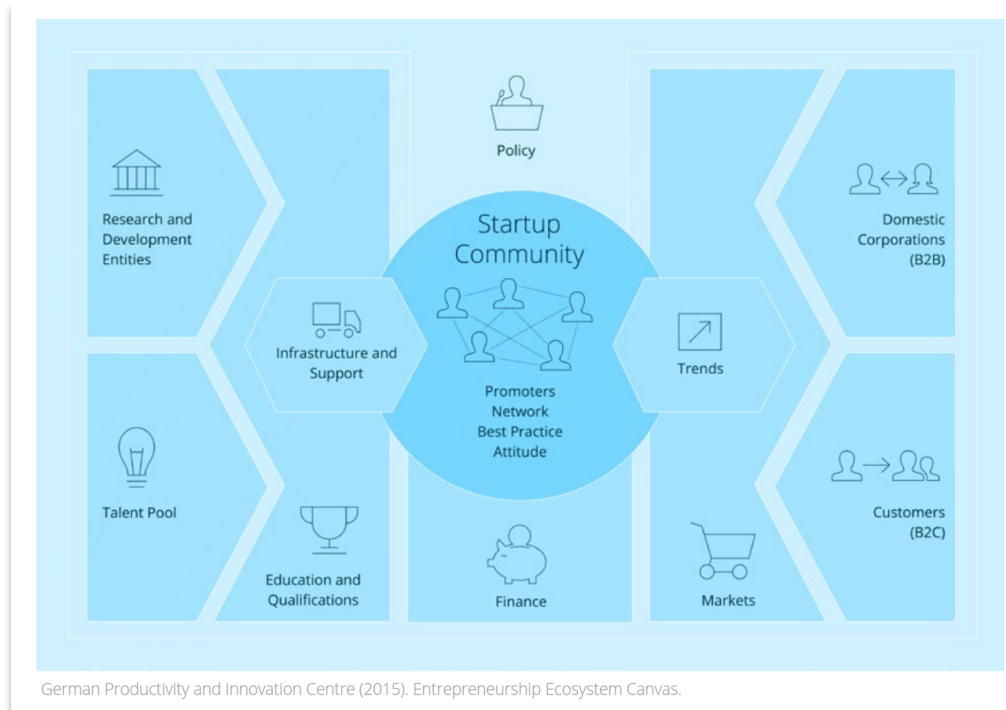 Policy
Startup
Community
Research and
Development
Entities
Domestic
Corporations
(B2B)
Infrastructure and
Support
Trends
Promoters
Network
Best Practice
Attitude
Talent Pool
Customers
(B2C)
Education and
Qualifications
Finance
Markets
German Productivity and Innovation Centre (2015). Entrepreneurship Ecosystem Canvas.